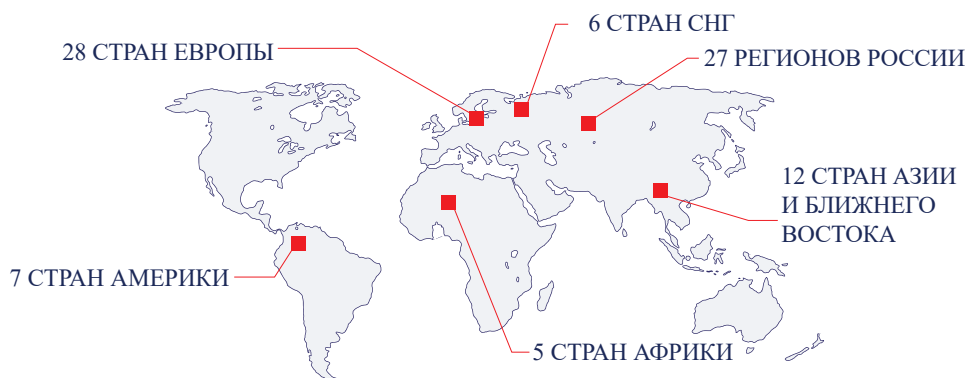 6 СТРАН СНГ
28 СТРАН ЕВРОПЫ
27 РЕГИОНОВ РОССИИ
12 СТРАН АЗИИ
И БЛИЖНЕГО
ВОСТОКА
7 СТРАН АМЕРИКИ
5 СТРАН АФРИКИ